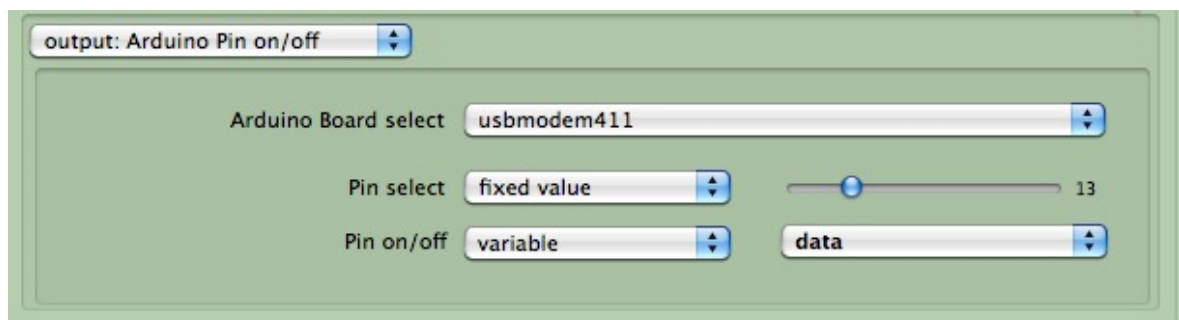 output: Arduino Pin on/off
Arduino Board select usbmodem411
Pin select fixed value 13
Pin on/off variable data